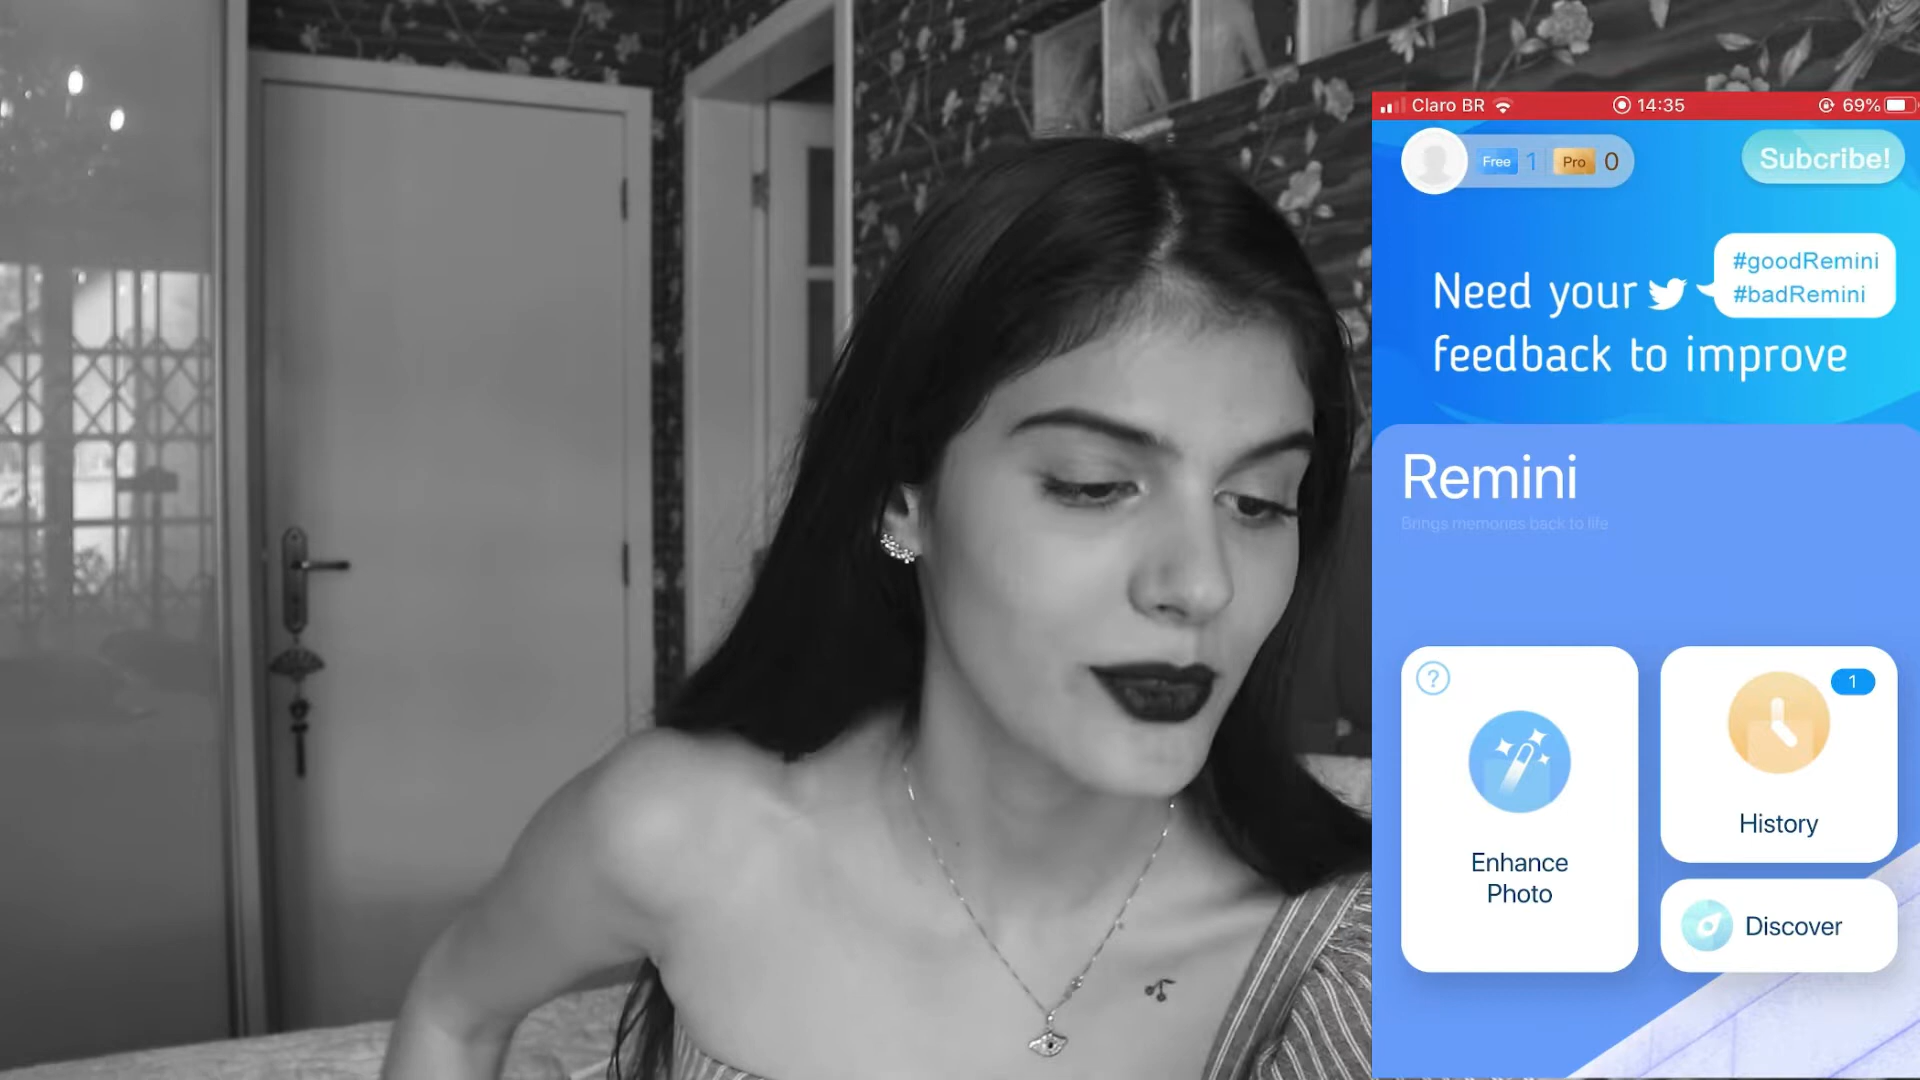 Claro BR 14:35 69%
Free 1 Pro 0 Subcribe!
#goodRemini
#badRemini
Need your
feedback to improve
Remini
Brings memories back to life
?
1
History
Enhance
Photo
Discover